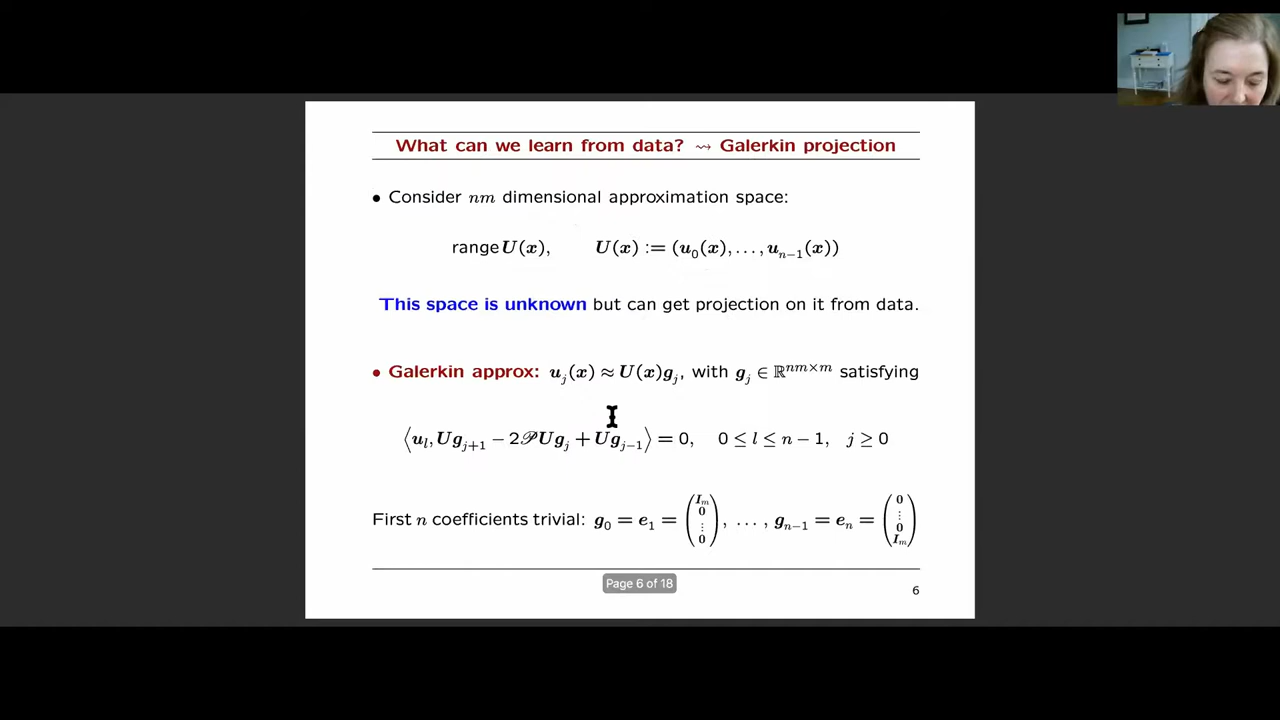 What can we learn from data? ⇝ Galerkin projection
• Consider nm dimensional approximation space:
range U(x), U(x) := (u_0(x), …, u_{n−1}(x))
This space is unknown but can get projection on it from data.
• Galerkin approx: u_j(x) ≈ U(x)g_j, with g_j ∈ ℝ^{nm×m} satisfying
⟨u_l, Ug_{j+1} − 2𝒫Ug_j + Ug_{j−1}⟩ = 0, 0 ≤ l ≤ n − 1, j ≥ 0
First n coefficients trivial: g_0 = e_1 = (I_m 0 ⋮ 0), …, g_{n−1} = e_n = (0 ⋮ 0 I_m)
Page 6 of 18
6